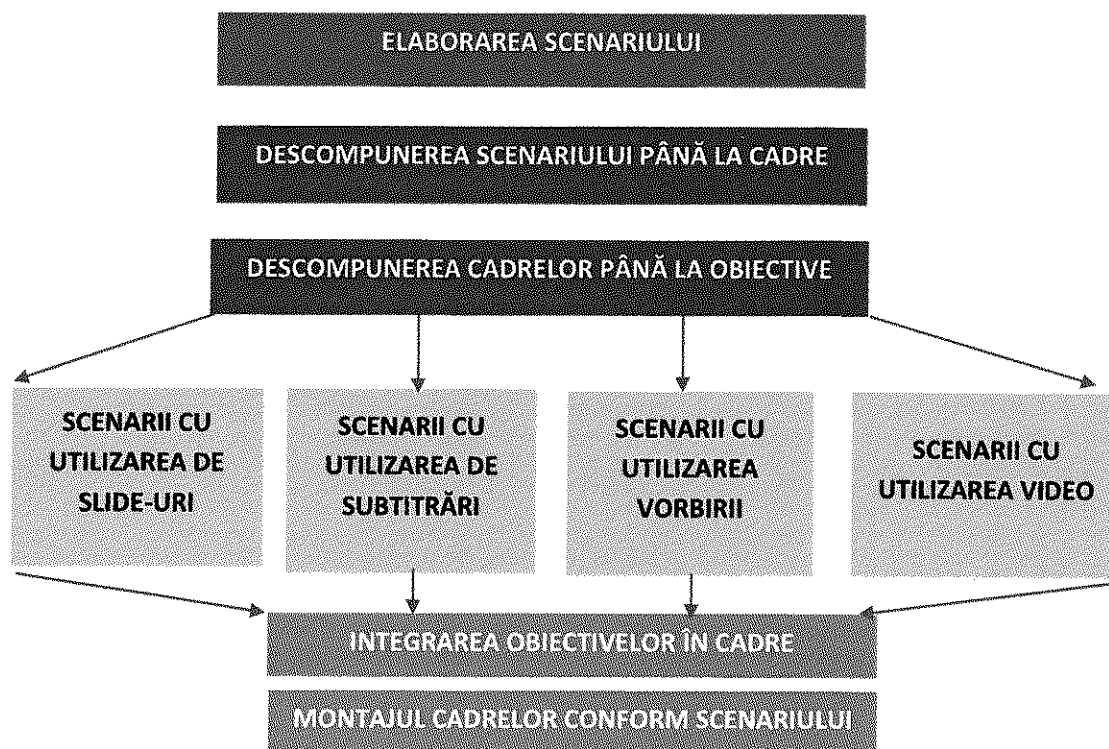 ELABORAREA SCENARIULUI
DESCOMPUNEREA SCENARIULUI PÂNĂ LA CADRE
DESCOMPUNEREA CADRELOR PÂNĂ LA OBIECTIVE
SCENARII CU
UTILIZAREA DE
SLIDE-URI
SCENARII CU
UTILIZAREA DE
SUBTITRĂRI
SCENARII CU
UTILIZAREA
VORBIRII
SCENARII CU
UTILIZAREA VIDEO
INTEGRAREA OBIECTIVELOR ÎN CADRE
MONTAJUL CADRELOR CONFORM SCENARIULUI